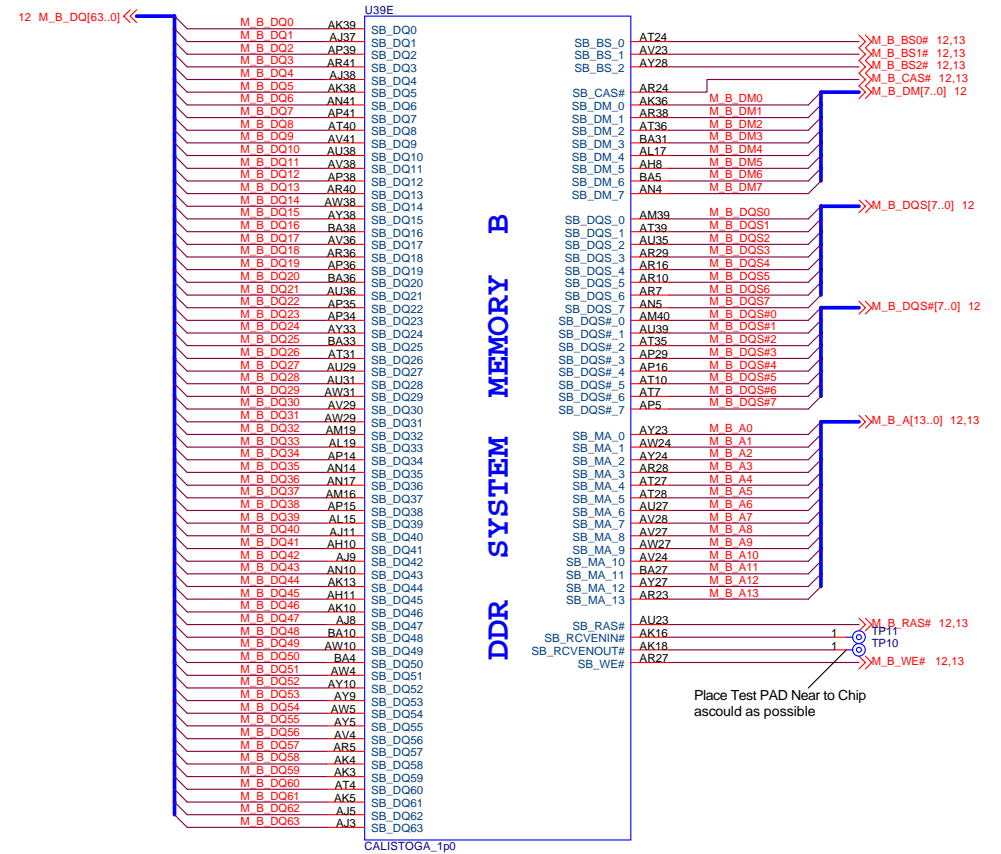 U39E
12 M_B_DQ[63..0]
M_B_DQ0 AK39 SB_DQ0
M_B_DQ1 AJ37 SB_DQ1
M_B_DQ2 AP39 SB_DQ2
M_B_DQ3 AR41 SB_DQ3
M_B_DQ4 AJ38 SB_DQ4
M_B_DQ5 AK38 SB_DQ5
M_B_DQ6 AN41 SB_DQ6
M_B_DQ7 AP41 SB_DQ7
M_B_DQ8 AT40 SB_DQ8
M_B_DQ9 AV41 SB_DQ9
M_B_DQ10 AU38 SB_DQ10
M_B_DQ11 AV38 SB_DQ11
M_B_DQ12 AP38 SB_DQ12
M_B_DQ13 AR40 SB_DQ13
M_B_DQ14 AW38 SB_DQ14
M_B_DQ15 AY38 SB_DQ15
M_B_DQ16 BA38 SB_DQ16
M_B_DQ17 AV36 SB_DQ17
M_B_DQ18 AR36 SB_DQ18
M_B_DQ19 AP36 SB_DQ19
M_B_DQ20 BA36 SB_DQ20
M_B_DQ21 AU36 SB_DQ21
M_B_DQ22 AP35 SB_DQ22
M_B_DQ23 AP34 SB_DQ23
M_B_DQ24 AY33 SB_DQ24
M_B_DQ25 BA33 SB_DQ25
M_B_DQ26 AT31 SB_DQ26
M_B_DQ27 AU29 SB_DQ27
M_B_DQ28 AU31 SB_DQ28
M_B_DQ29 AW31 SB_DQ29
M_B_DQ30 AV29 SB_DQ30
M_B_DQ31 AW29 SB_DQ31
M_B_DQ32 AM19 SB_DQ32
M_B_DQ33 AL19 SB_DQ33
M_B_DQ34 AP14 SB_DQ34
M_B_DQ35 AN14 SB_DQ35
M_B_DQ36 AN17 SB_DQ36
M_B_DQ37 AM16 SB_DQ37
M_B_DQ38 AP15 SB_DQ38
M_B_DQ39 AL15 SB_DQ39
M_B_DQ40 AJ11 SB_DQ40
M_B_DQ41 AH10 SB_DQ41
M_B_DQ42 AJ9 SB_DQ42
M_B_DQ43 AN10 SB_DQ43
M_B_DQ44 AK13 SB_DQ44
M_B_DQ45 AH11 SB_DQ45
M_B_DQ46 AK10 SB_DQ46
M_B_DQ47 AJ8 SB_DQ47
M_B_DQ48 BA10 SB_DQ48
M_B_DQ49 AW10 SB_DQ49
M_B_DQ50 BA4 SB_DQ50
M_B_DQ51 AW4 SB_DQ51
M_B_DQ52 AY10 SB_DQ52
M_B_DQ53 AY9 SB_DQ53
M_B_DQ54 AW5 SB_DQ54
M_B_DQ55 AY5 SB_DQ55
M_B_DQ56 AV4 SB_DQ56
M_B_DQ57 AR5 SB_DQ57
M_B_DQ58 AK4 SB_DQ58
M_B_DQ59 AK3 SB_DQ59
M_B_DQ60 AT4 SB_DQ60
M_B_DQ61 AK5 SB_DQ61
M_B_DQ62 AJ5 SB_DQ62
M_B_DQ63 AJ3 SB_DQ63
DDR SYSTEM MEMORY B
SB_BS_0 AT24 M_B_BS0# 12,13
SB_BS_1 AV23 M_B_BS1# 12,13
SB_BS_2 AY28 M_B_BS2# 12,13
SB_CAS# AR24 M_B_CAS# 12,13
M_B_DM[7..0] 12
SB_DM_0 AK36 M_B_DM0
SB_DM_1 AR38 M_B_DM1
SB_DM_2 AT36 M_B_DM2
SB_DM_3 BA31 M_B_DM3
SB_DM_4 AL17 M_B_DM4
SB_DM_5 AH8 M_B_DM5
SB_DM_6 BA5 M_B_DM6
SB_DM_7 AN4 M_B_DM7
M_B_DQS[7..0] 12
SB_DQS_0 AM39 M_B_DQS0
SB_DQS_1 AT39 M_B_DQS1
SB_DQS_2 AU35 M_B_DQS2
SB_DQS_3 AR29 M_B_DQS3
SB_DQS_4 AR16 M_B_DQS4
SB_DQS_5 AR10 M_B_DQS5
SB_DQS_6 AR7 M_B_DQS6
SB_DQS_7 AN5 M_B_DQS7
M_B_DQS#[7..0] 12
SB_DQS#_0 AM40 M_B_DQS#0
SB_DQS#_1 AU39 M_B_DQS#1
SB_DQS#_2 AT35 M_B_DQS#2
SB_DQS#_3 AP29 M_B_DQS#3
SB_DQS#_4 AP16 M_B_DQS#4
SB_DQS#_5 AT10 M_B_DQS#5
SB_DQS#_6 AT7 M_B_DQS#6
SB_DQS#_7 AP5 M_B_DQS#7
M_B_A[13..0] 12,13
SB_MA_0 AY23 M_B_A0
SB_MA_1 AW24 M_B_A1
SB_MA_2 AY24 M_B_A2
SB_MA_3 AR28 M_B_A3
SB_MA_4 AT27 M_B_A4
SB_MA_5 AT28 M_B_A5
SB_MA_6 AU27 M_B_A6
SB_MA_7 AV28 M_B_A7
SB_MA_8 AV27 M_B_A8
SB_MA_9 AW27 M_B_A9
SB_MA_10 AV24 M_B_A10
SB_MA_11 BA27 M_B_A11
SB_MA_12 AY27 M_B_A12
SB_MA_13 AR23 M_B_A13
SB_RAS# AU23 M_B_RAS# 12,13
SB_RCVENNN# AK16 1 TP11
SB_RCVENOUT# AK18 1 TP10
SB_WE# AR27 M_B_WE# 12,13
Place Test PAD Near to Chip
ascould as possible
CALISTOGA_1p0